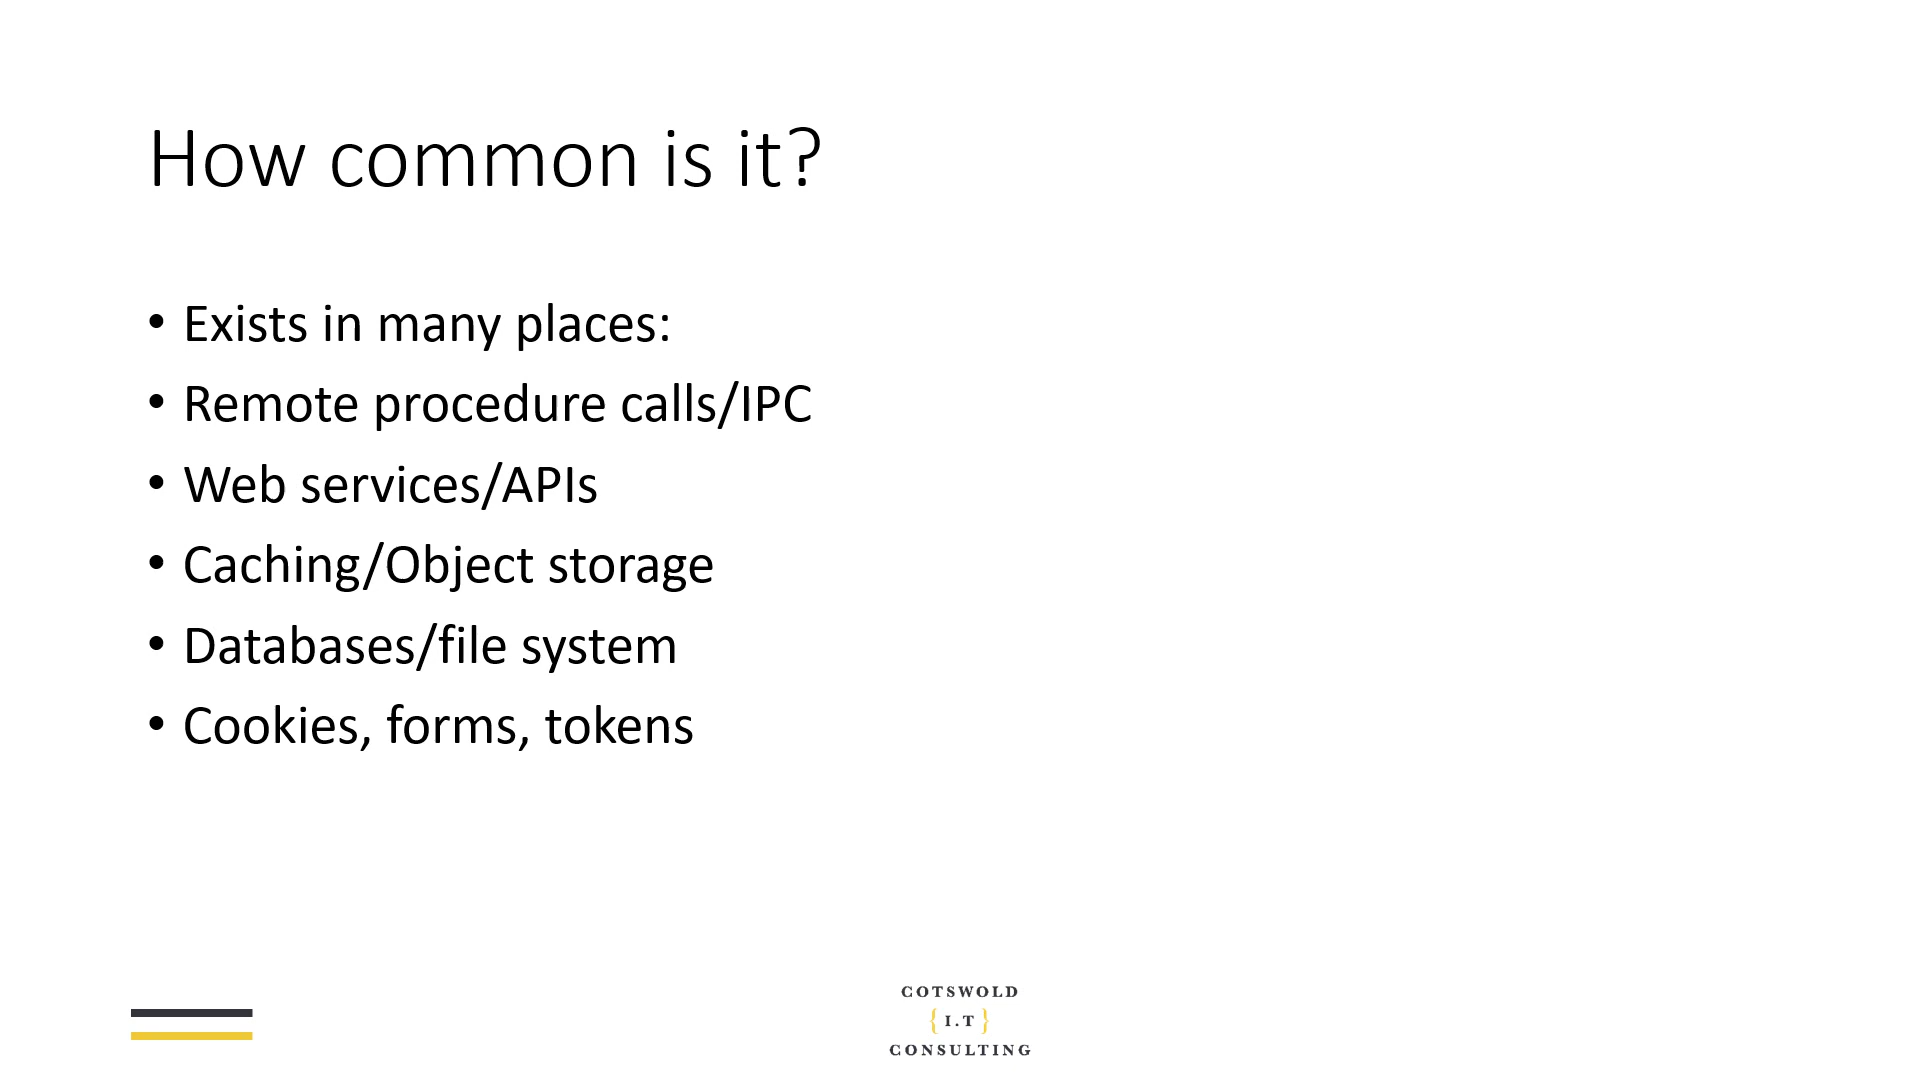 How common is it?
• Exists in many places:
• Remote procedure calls/IPC
• Web services/APIs
• Caching/Object storage
• Databases/file system
• Cookies, forms, tokens
COTSWOLD
{I.T}
CONSULTING